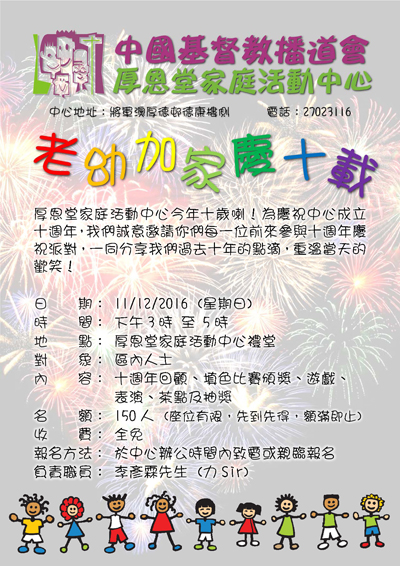 中國基督教播道會
厚恩堂家庭活動中心
中心地址：將軍澳厚德邨德康樓側 電話：27023116
老幼加家慶十載
厚恩堂家庭活動中心今年十歲喇！為慶祝中心成立
十週年，我們誠意邀請你們每一位前來參與十週年慶
祝派對，一同分享我們過去十年的點滴，重溫當天的
歡笑！
日 期： 11/12/2016 (星期日)
時 間： 下午3時 至 5時
地 點： 厚恩堂家庭活動中心禮堂
對 象： 區內人士
內 容： 十週年回顧、填色比賽頒獎、遊戲、
表演、茶點及抽獎
名 額： 150人 (座位有限，先到先得，額滿即止)
收 費： 全免
報名方法： 於中心辦公時間內致電或親臨報名
負責職員： 李彥霖先生 (力Sir)